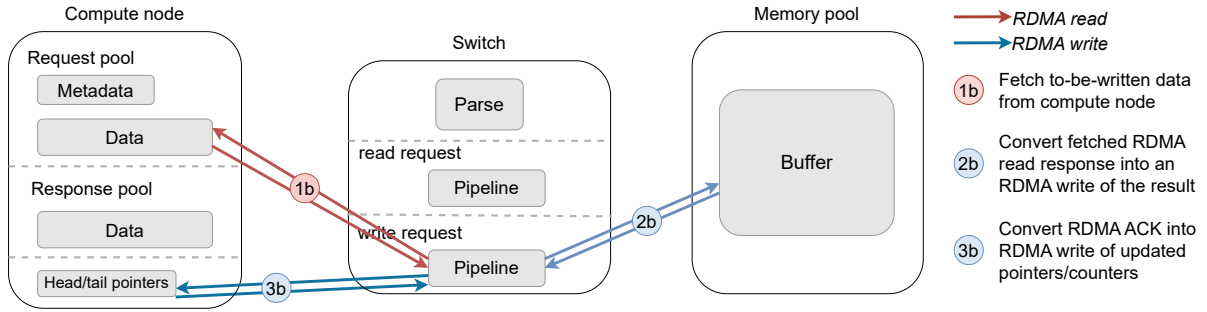 Compute node
Request pool
Metadata
Data
Response pool
Data
Head/tail pointers
1b
3b
Switch
Parse
read request
Pipeline
write request
Pipeline
2b
Memory pool
Buffer
RDMA read
RDMA write
1b
Fetch to-be-written data
from compute node
2b
Convert fetched RDMA
read response into an
RDMA write of the result
3b
Convert RDMA ACK into
RDMA write of updated
pointers/counters